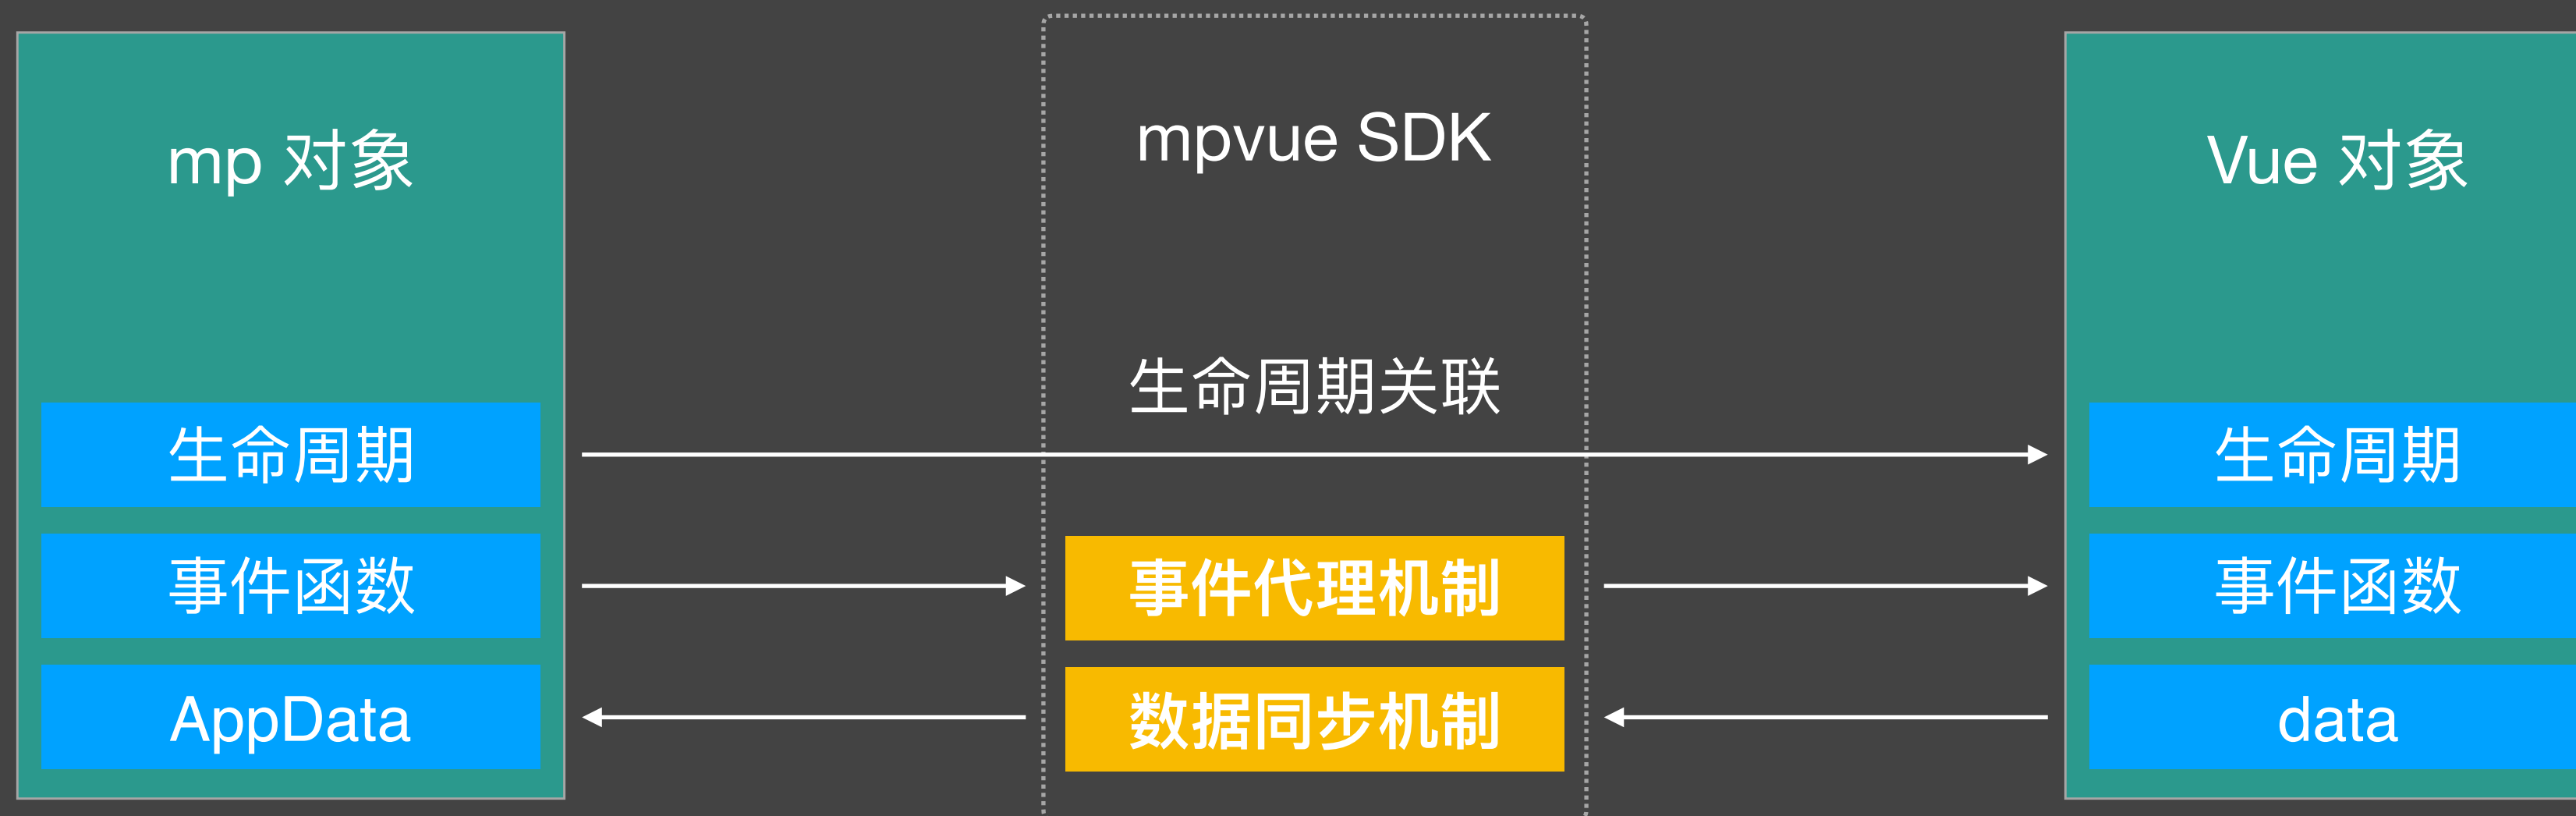 mp 对象
mpvue SDK
Vue 对象
生命周期关联
生命周期
生命周期
事件函数
事件代理机制
事件函数
AppData
数据同步机制
data